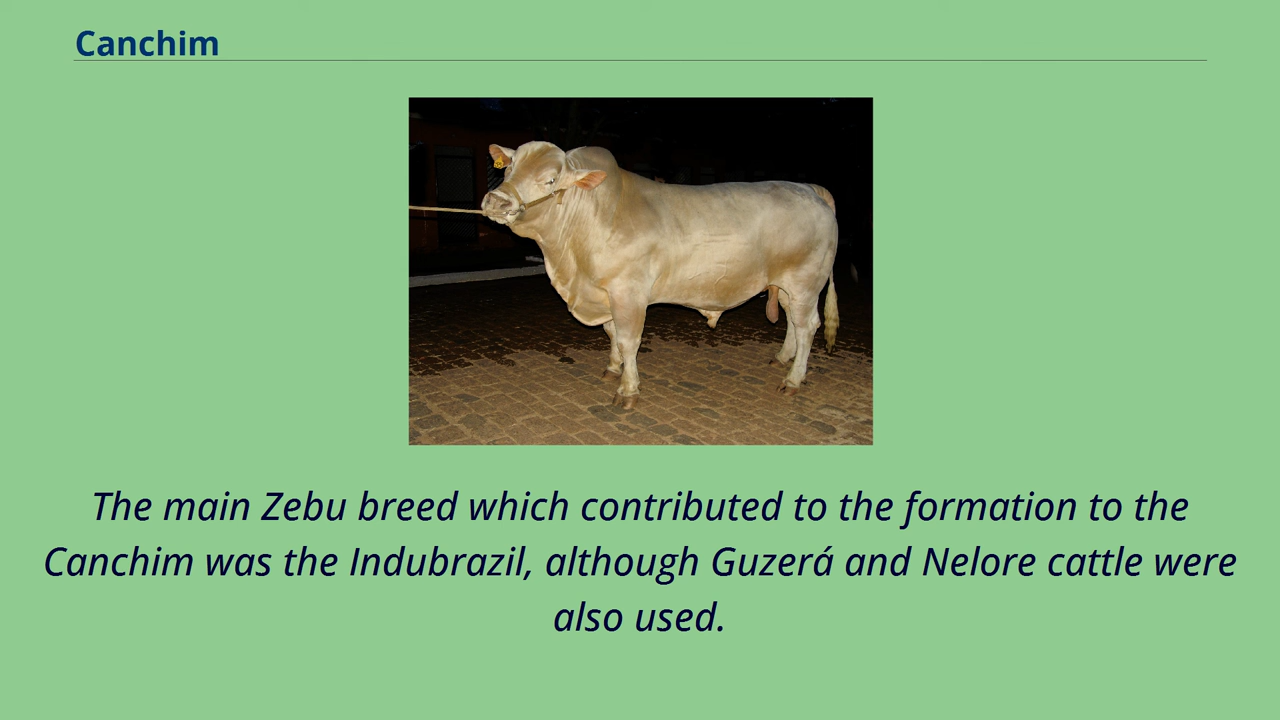 Canchim
The main Zebu breed which contributed to the formation to the
Canchim was the Indubrazil, although Guzerá and Nelore cattle were
also used.